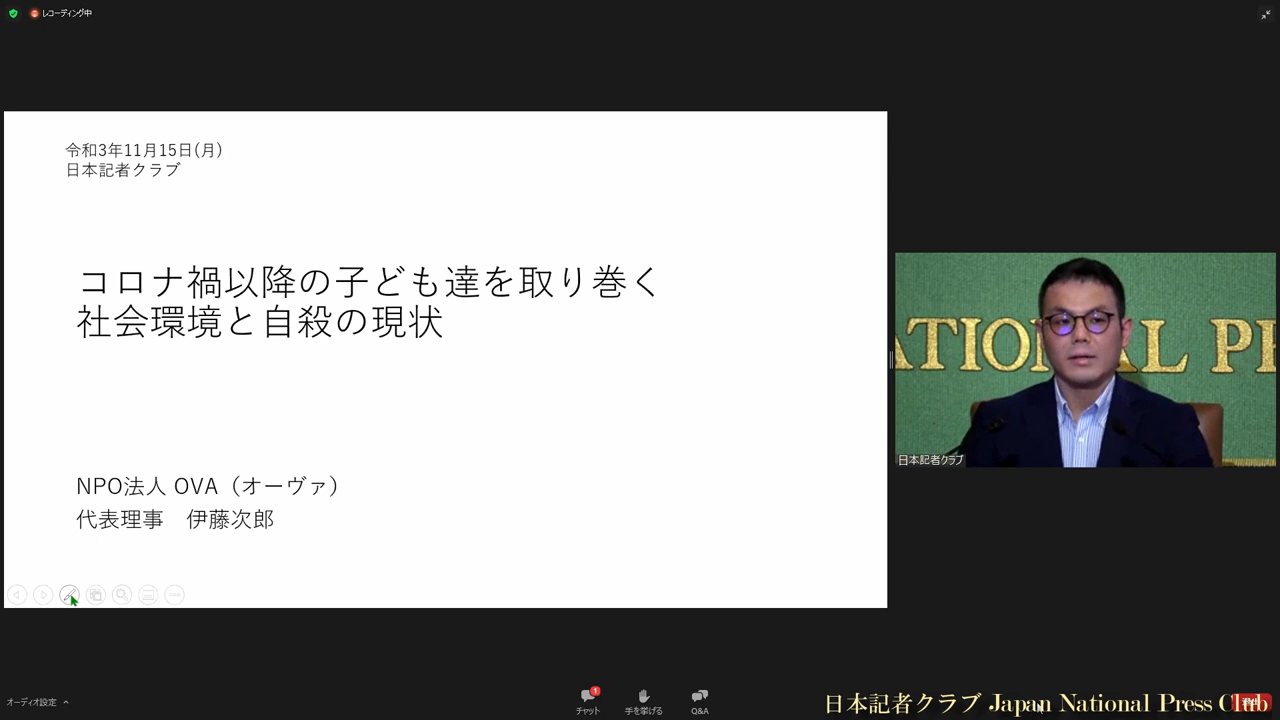 レコーディング中
令和3年11月15日(月)
日本記者クラブ
コロナ禍以降の子ども達を取り巻く
社会環境と自殺の現状
NPO法人 OVA（オーヴァ）
代表理事　伊藤次郎
ATIONAL PR
日本記者クラブ
オーディオ設定
1
チャット
手を挙げる
Q&A
日本記者クラブ Japan National Press Club